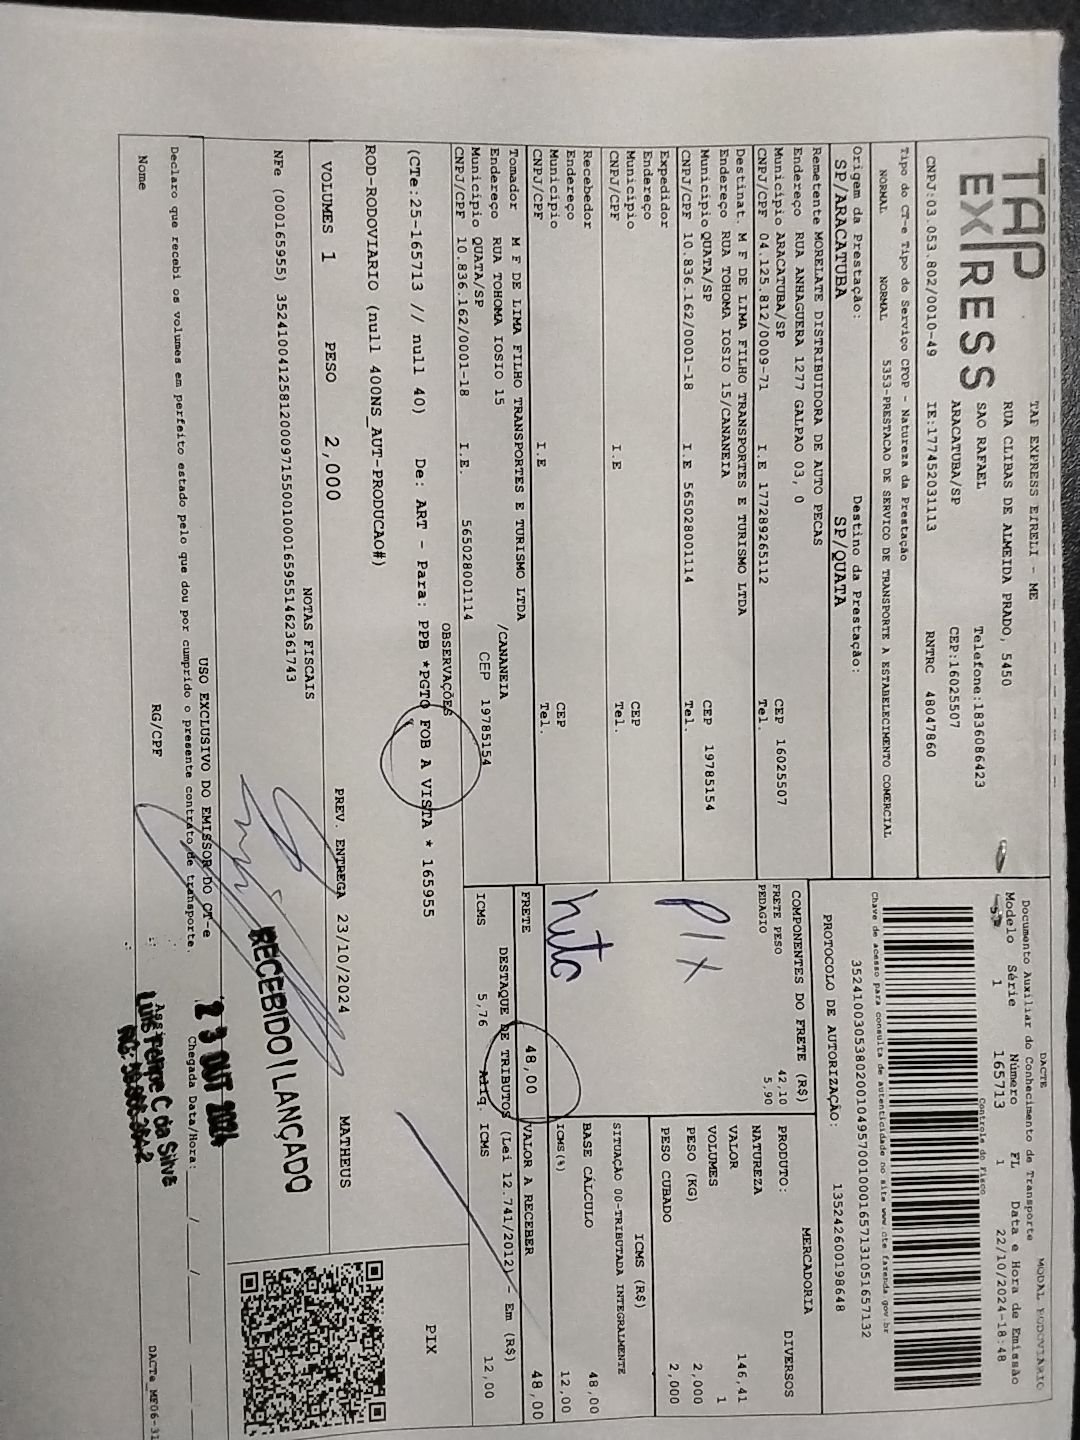 TAP EXPRESS
TAP EXPRESS EIRELI - ME
RUA CLIBAS DE ALMEIDA PRADO, 5450
SAO RAFAEL Telefone:1836086423
ARACATUBA/SP CEP:16025507
CNPJ:03.053.802/0010-49 IE:177452031113 RNTRC 48047860
DACTE MODAL RODOVIARIO
Documento Auxiliar do Conhecimento de Transporte
Modelo Série Número FL Data e Hora de Emissão
57 1 165713 1 22/10/2024-18:48
Controle do Fisco
Chave de acesso para consulta de autenticidade no site www.cte.fazenda.gov.br
35241003053802001049570010001657131051657132
PROTOCOLO DE AUTORIZAÇÃO: 135242600198648
Tipo do CT-e Tipo do Serviço CFOP - Natureza da Prestação
NORMAL NORMAL 5353-PRESTACAO DE SERVICO DE TRANSPORTE A ESTABELECIMENTO COMERCIAL
Origem da Prestação: Destino da Prestação:
SP/ARACATUBA SP/QUATA
Remetente MORELATE DISTRIBUIDORA DE AUTO PECAS
Endereço RUA ANHAGUERA 1277 GALPAO 03, 0
Municipio ARACATUBA/SP CEP 16025507
CNPJ/CPF 04.125.812/0009-71 I.E 177289265112 Tel.
Destinat. M F DE LIMA FILHO TRANSPORTES E TURISMO LTDA
Endereço RUA TOHOMA IOSIO 15/CANANEIA
Municipio QUATA/SP CEP 19785154
CNPJ/CPF 10.836.162/0001-18 I.E 565028001114 Tel.
Expedidor
Endereço
Municipio CEP
CNPJ/CPF I.E Tel.
Recebedor
Endereço
Municipio CEP
CNPJ/CPF I.E Tel.
Tomador M F DE LIMA FILHO TRANSPORTES E TURISMO LTDA
Endereço RUA TOHOMA IOSIO 15 /CANANEIA
Municipio QUATA/SP CEP 19785154
CNPJ/CPF 10.836.162/0001-18 I.E. 565028001114
COMPONENTES DO FRETE (R$)
FRETE PESO 42,10
PEDAGIO 5,90
PIX
FRETE 48,00
MERCADORIA
PRODUTO: DIVERSOS
NATUREZA
VALOR 146,41
VOLUMES 1
PESO (KG) 2,000
PESO CUBADO 2,000
ICMS (R$)
SITUAÇÃO 00-TRIBUTADA INTEGRALMENTE
BASE CÁLCULO 48,00
ICMS(%) 12,00
VALOR A RECEBER 48,00
DESTAQUE DE TRIBUTOS (Lei 12.741/2012) - Em (R$)
ICMS 5,76 Aliq. ICMS 12,00
OBSERVAÇÕES
(CTe:25-165713 // null 40) De: ART - Para: PPB *PGTO FOB A VISTA * 165955
ROD-RODOVIARIO (null 400NS_AUT-PRODUCAO#)
PIX
VOLUMES 1 PESO 2,000 PREV. ENTREGA 23/10/2024 MATHEUS
NOTAS FISCAIS
NFe (000165955) 35241004125812000971550010001659551462361743
RECEBIDO/LANÇADO
23 OUT 2024
USO EXCLUSIVO DO EMISSOR DO CT-e
Declaro que recebi os volumes em perfeito estado pelo que dou por cumprido o presente contrato de transporte. Chegada Data/Hora: / /
Nome RG/CPF
Luis Felipe C da Silva
DACTe MF06-31